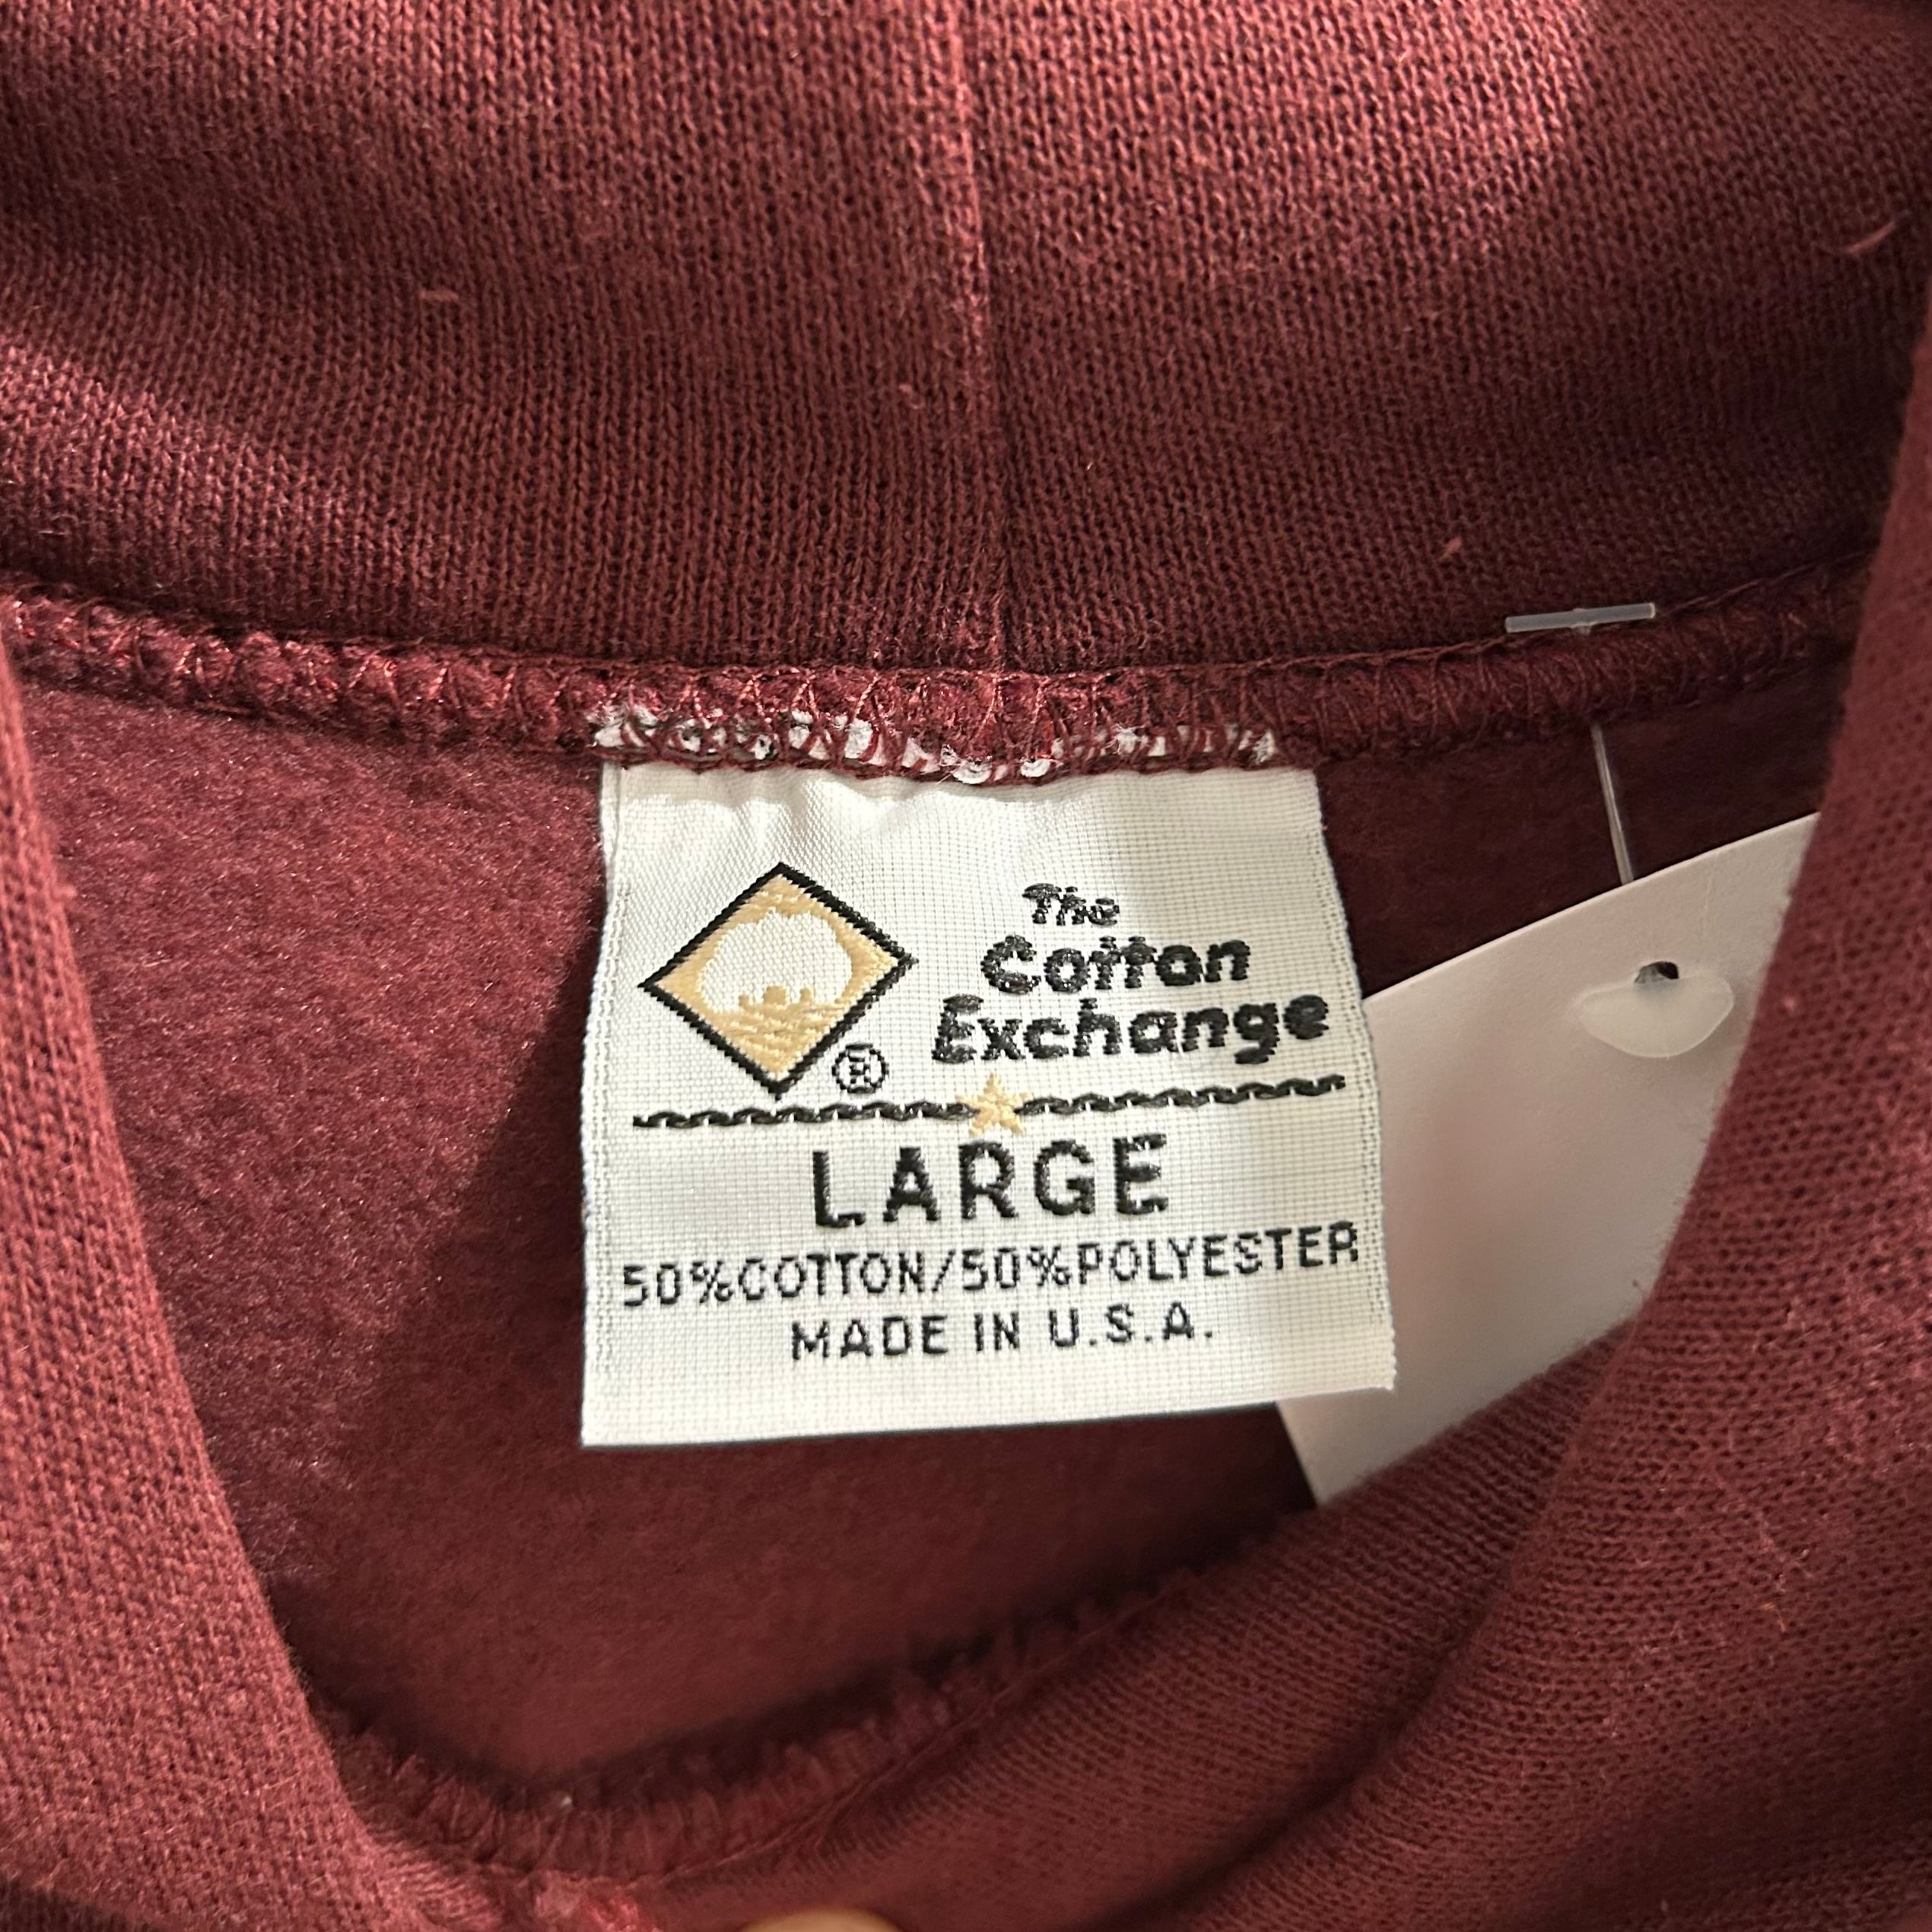 The
Cotton
Exchange
®
LARGE
50%COTTON/50%POLYESTER
MADE IN U.S.A.